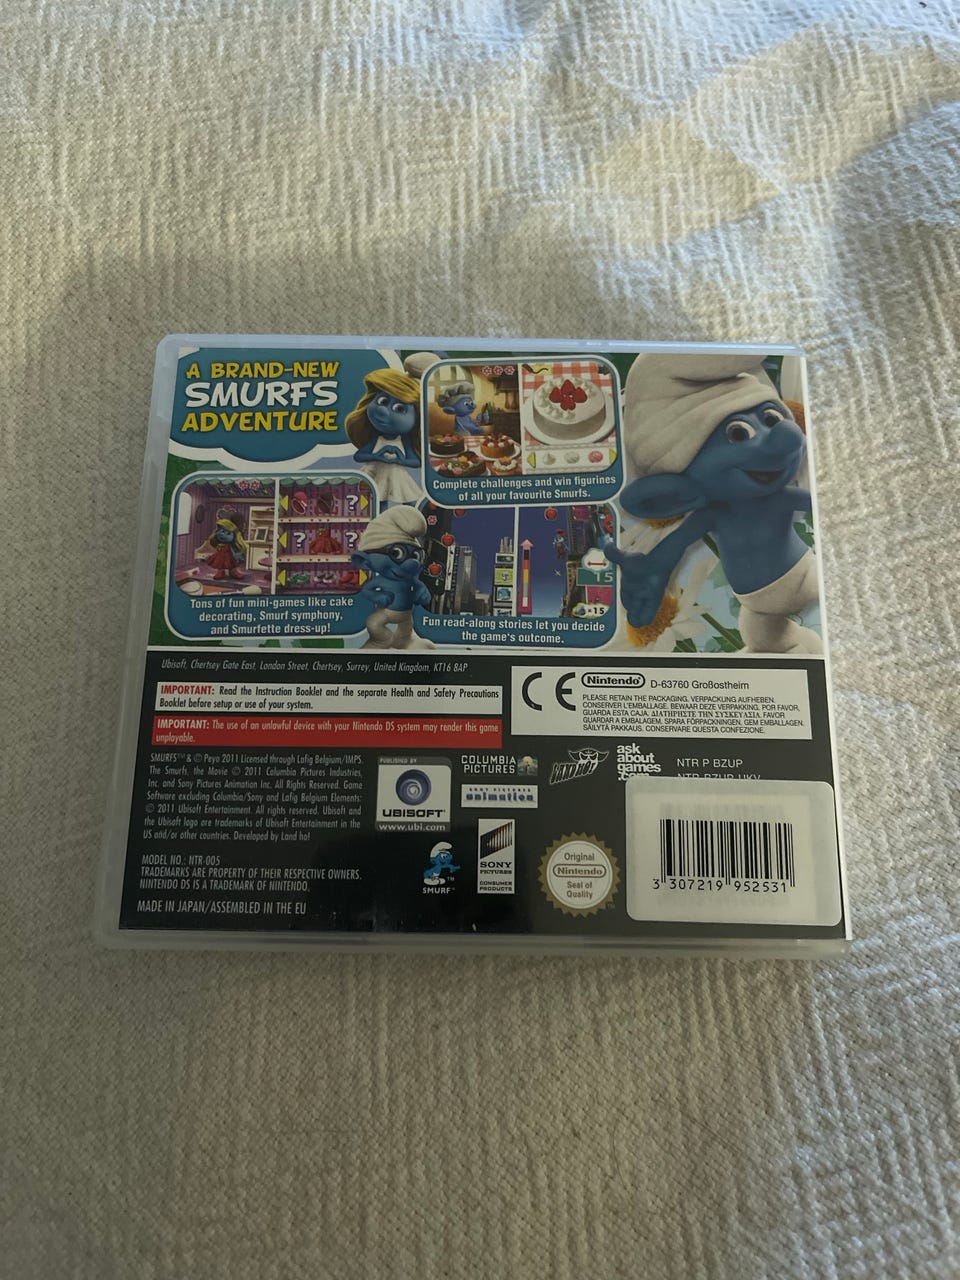 A BRAND-NEW
SMURFS
ADVENTURE
Complete challenges and win figurines
of all your favourite Smurfs.
?
?
?
Tons of fun mini-games like cake
decorating, Smurf symphony,
and Smurfette dress-up!
15
×15
Fun read-along stories let you decide
the game's outcome.
Ubisoft, Chertsey Gate East, London Street, Chertsey, Surrey, United Kingdom, KT16 8AP
IMPORTANT: Read the Instruction Booklet and the separate Health and Safety Precautions
Booklet before setup or use of your system.
IMPORTANT: The use of an unlawful device with your Nintendo DS system may render this game
unplayable.
CE
Nintendo® D-63760 Großostheim
PLEASE RETAIN THE PACKAGING. VERPACKUNG AUFHEBEN.
CONSERVER L'EMBALLAGE. BEWAAR DEZE VERPAKKING. POR FAVOR,
GUARDA ESTA CAJA. ΔΙΑΤΗΡΗΣΤΕ ΤΗΝ ΣΥΣΚΕΥΑΣΙΑ. FAVOR
GUARDAR A EMBALAGEM. SPARA FÖRPACKNINGEN. GEM EMBALLAGEN.
SÄILYTÄ PAKKAUS. CONSERVARE QUESTA CONFEZIONE.
SMURFS™ & © Peyo 2011 Licensed through Lafig Belgium/IMPS.
The Smurfs, the Movie © 2011 Columbia Pictures Industries,
Inc. and Sony Pictures Animation Inc. All Rights Reserved. Game
Software excluding Columbia/Sony and Lafig Belgium Elements:
© 2011 Ubisoft Entertainment. All rights reserved. Ubisoft and
the Ubisoft logo are trademarks of Ubisoft Entertainment in the
US and/or other countries. Developed by Land ho!
MODEL NO.: NTR-005
TRADEMARKS ARE PROPERTY OF THEIR RESPECTIVE OWNERS.
NINTENDO DS IS A TRADEMARK OF NINTENDO.
MADE IN JAPAN/ASSEMBLED IN THE EU
PUBLISHED BY
UBISOFT®
www.ubi.com
COLUMBIA
PICTURES
SONY PICTURES
animation
LAND HO!
ask
about
games
.com
NTR P BZUP
NTR-BZUP-UKV
SMURF™
SONY
PICTURES
CONSUMER
PRODUCTS
Original
Nintendo
Seal of
Quality
™
3 307219 952531